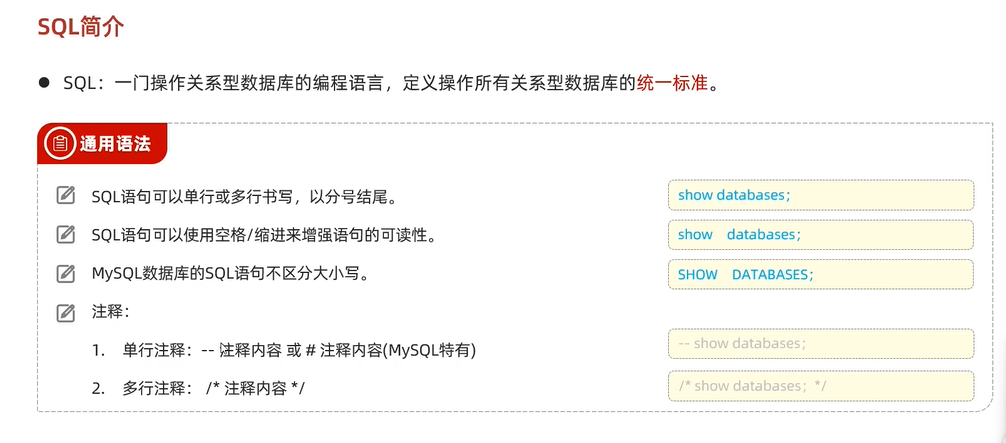 SQL简介
● SQL：一门操作关系型数据库的编程语言，定义操作所有关系型数据库的统一标准。
通用语法
SQL语句可以单行或多行书写，以分号结尾。 show databases；
SQL语句可以使用空格/缩进来增强语句的可读性。 show databases；
MySQL数据库的SQL语句不区分大小写。 SHOW DATABASES；
注释：
1. 单行注释：-- 注释内容 或 # 注释内容(MySQL特有) -- show databases；
2. 多行注释： /* 注释内容 */ /* show databases；*/